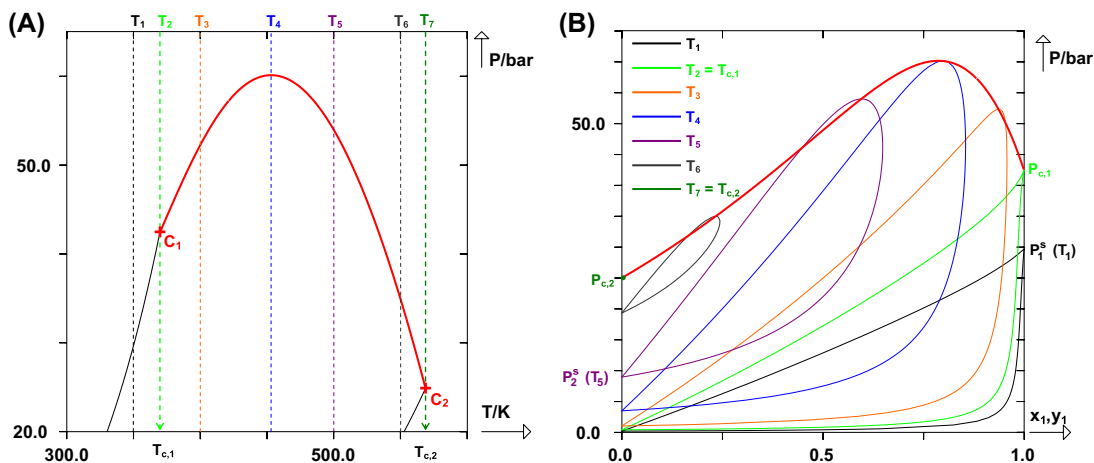 (A)
T1 T2 T3 T4 T5 T6 T7
P/bar
50.0
C1
C2
T/K
20.0
300.0 Tc,1 500.0 Tc,2
(B)
P/bar
T1
T2 = Tc,1
T3
T4
T5
T6
T7 = Tc,2
50.0
Pc,1
P1s (T1)
Pc,2
P2s (T5)
x1,y1
0.0
0.0 0.5 1.0